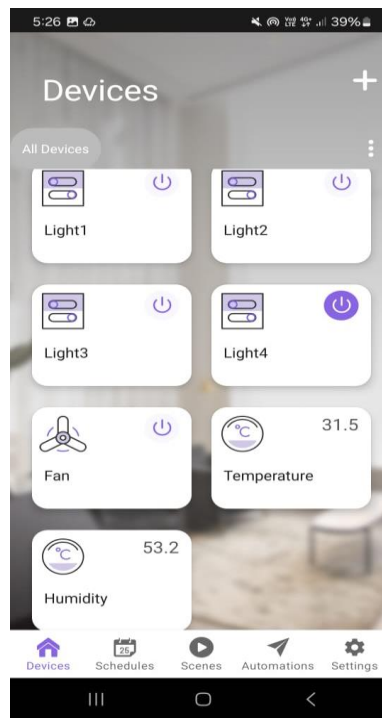 5:26 39%
Devices
All Devices
Light1 Light2
Light3 Light4
31.5
Fan °C Temperature
53.2
°C
Humidity
26
Devices Schedules Scenes Automations Settings